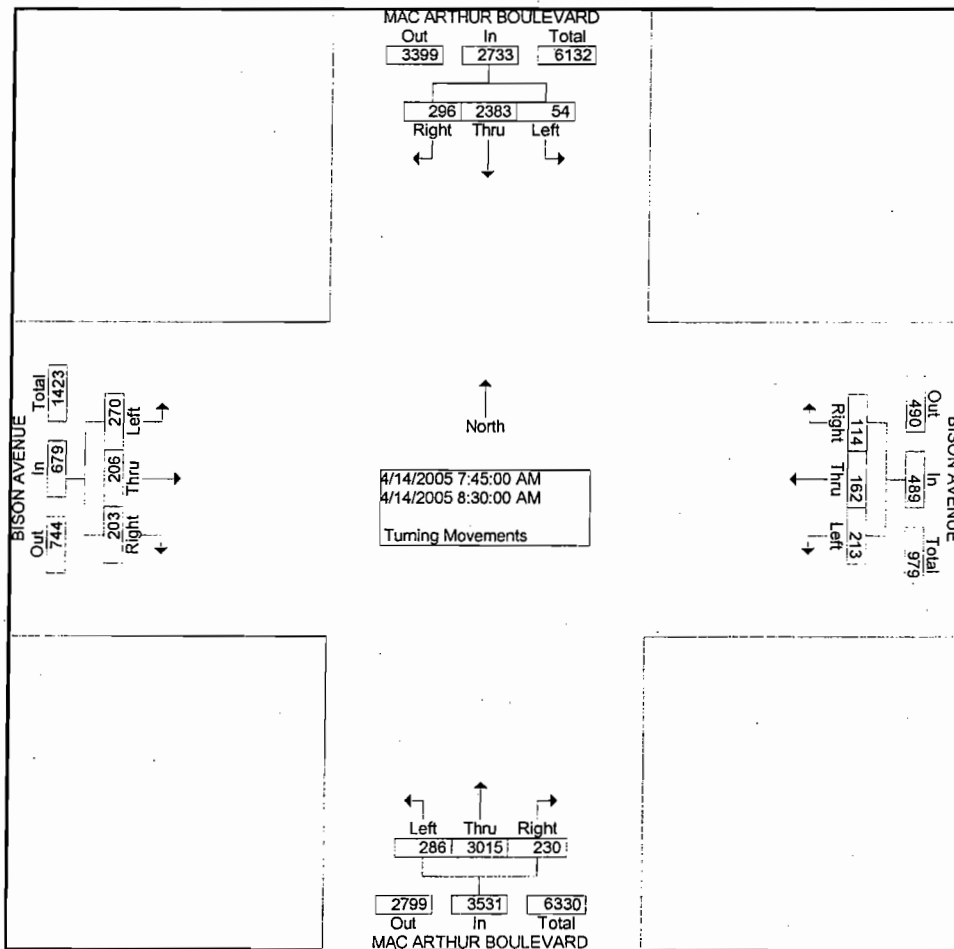 MAC ARTHUR BOULEVARD
Out In Total
3399 2733 6132
296 2383 54
Right Thru Left
BISON AVENUE
Total In Out
1423 679 744
270 206 203
Left Thru Right
North
4/14/2005 7:45:00 AM
4/14/2005 8:30:00 AM
Turning Movements
Right Thru Left
114 162 213
Out In Total
490 489 979
BISON AVENUE
Left Thru Right
286 3015 230
2799 3531 6330
Out In Total
MAC ARTHUR BOULEVARD